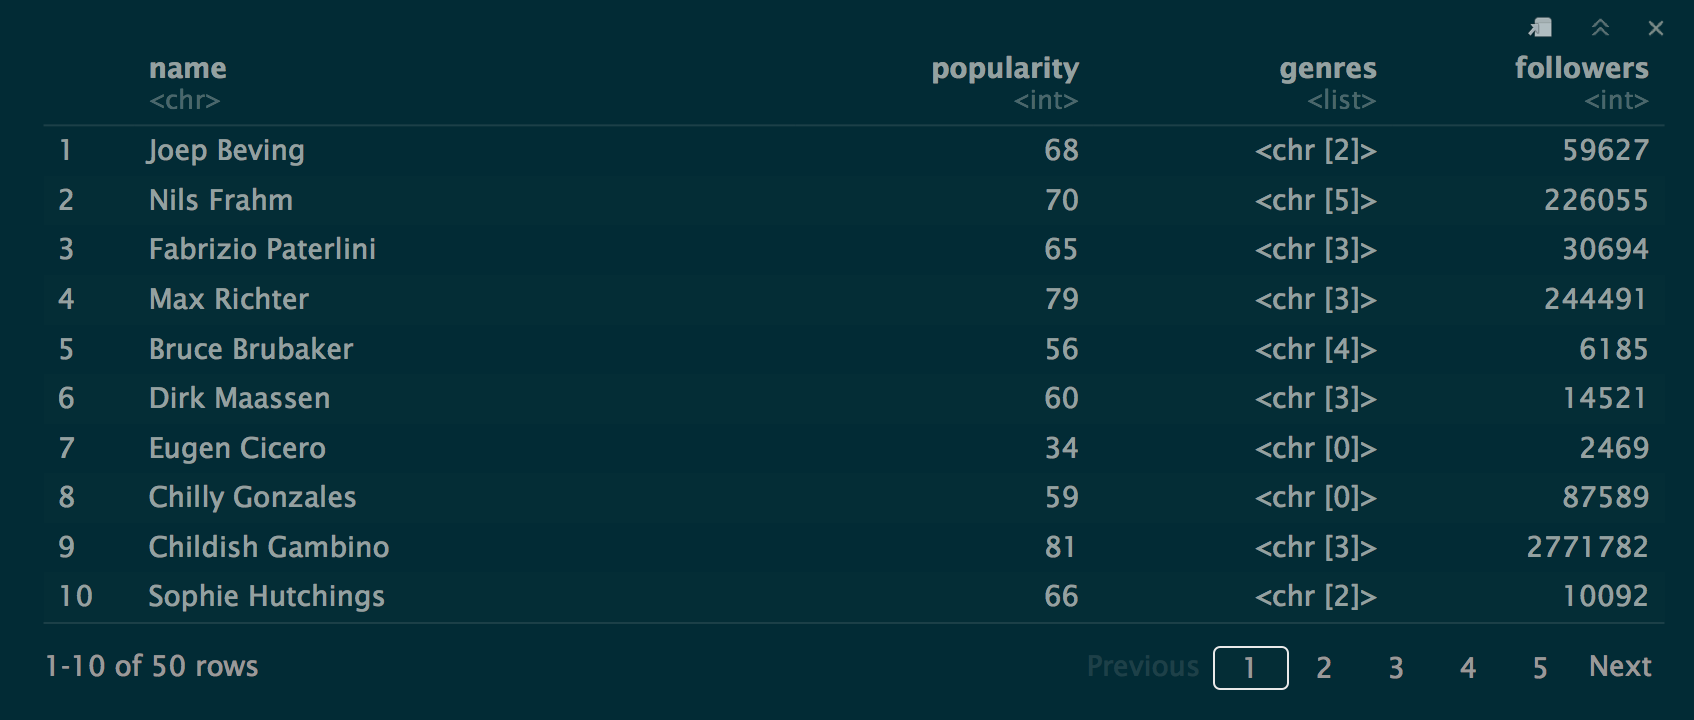 name popularity genres followers
<chr> <int> <list> <int>
1 Joep Beving 68 <chr [2]> 59627
2 Nils Frahm 70 <chr [5]> 226055
3 Fabrizio Paterlini 65 <chr [3]> 30694
4 Max Richter 79 <chr [3]> 244491
5 Bruce Brubaker 56 <chr [4]> 6185
6 Dirk Maassen 60 <chr [3]> 14521
7 Eugen Cicero 34 <chr [0]> 2469
8 Chilly Gonzales 59 <chr [0]> 87589
9 Childish Gambino 81 <chr [3]> 2771782
10 Sophie Hutchings 66 <chr [2]> 10092
1-10 of 50 rows Previous 1 2 3 4 5 Next